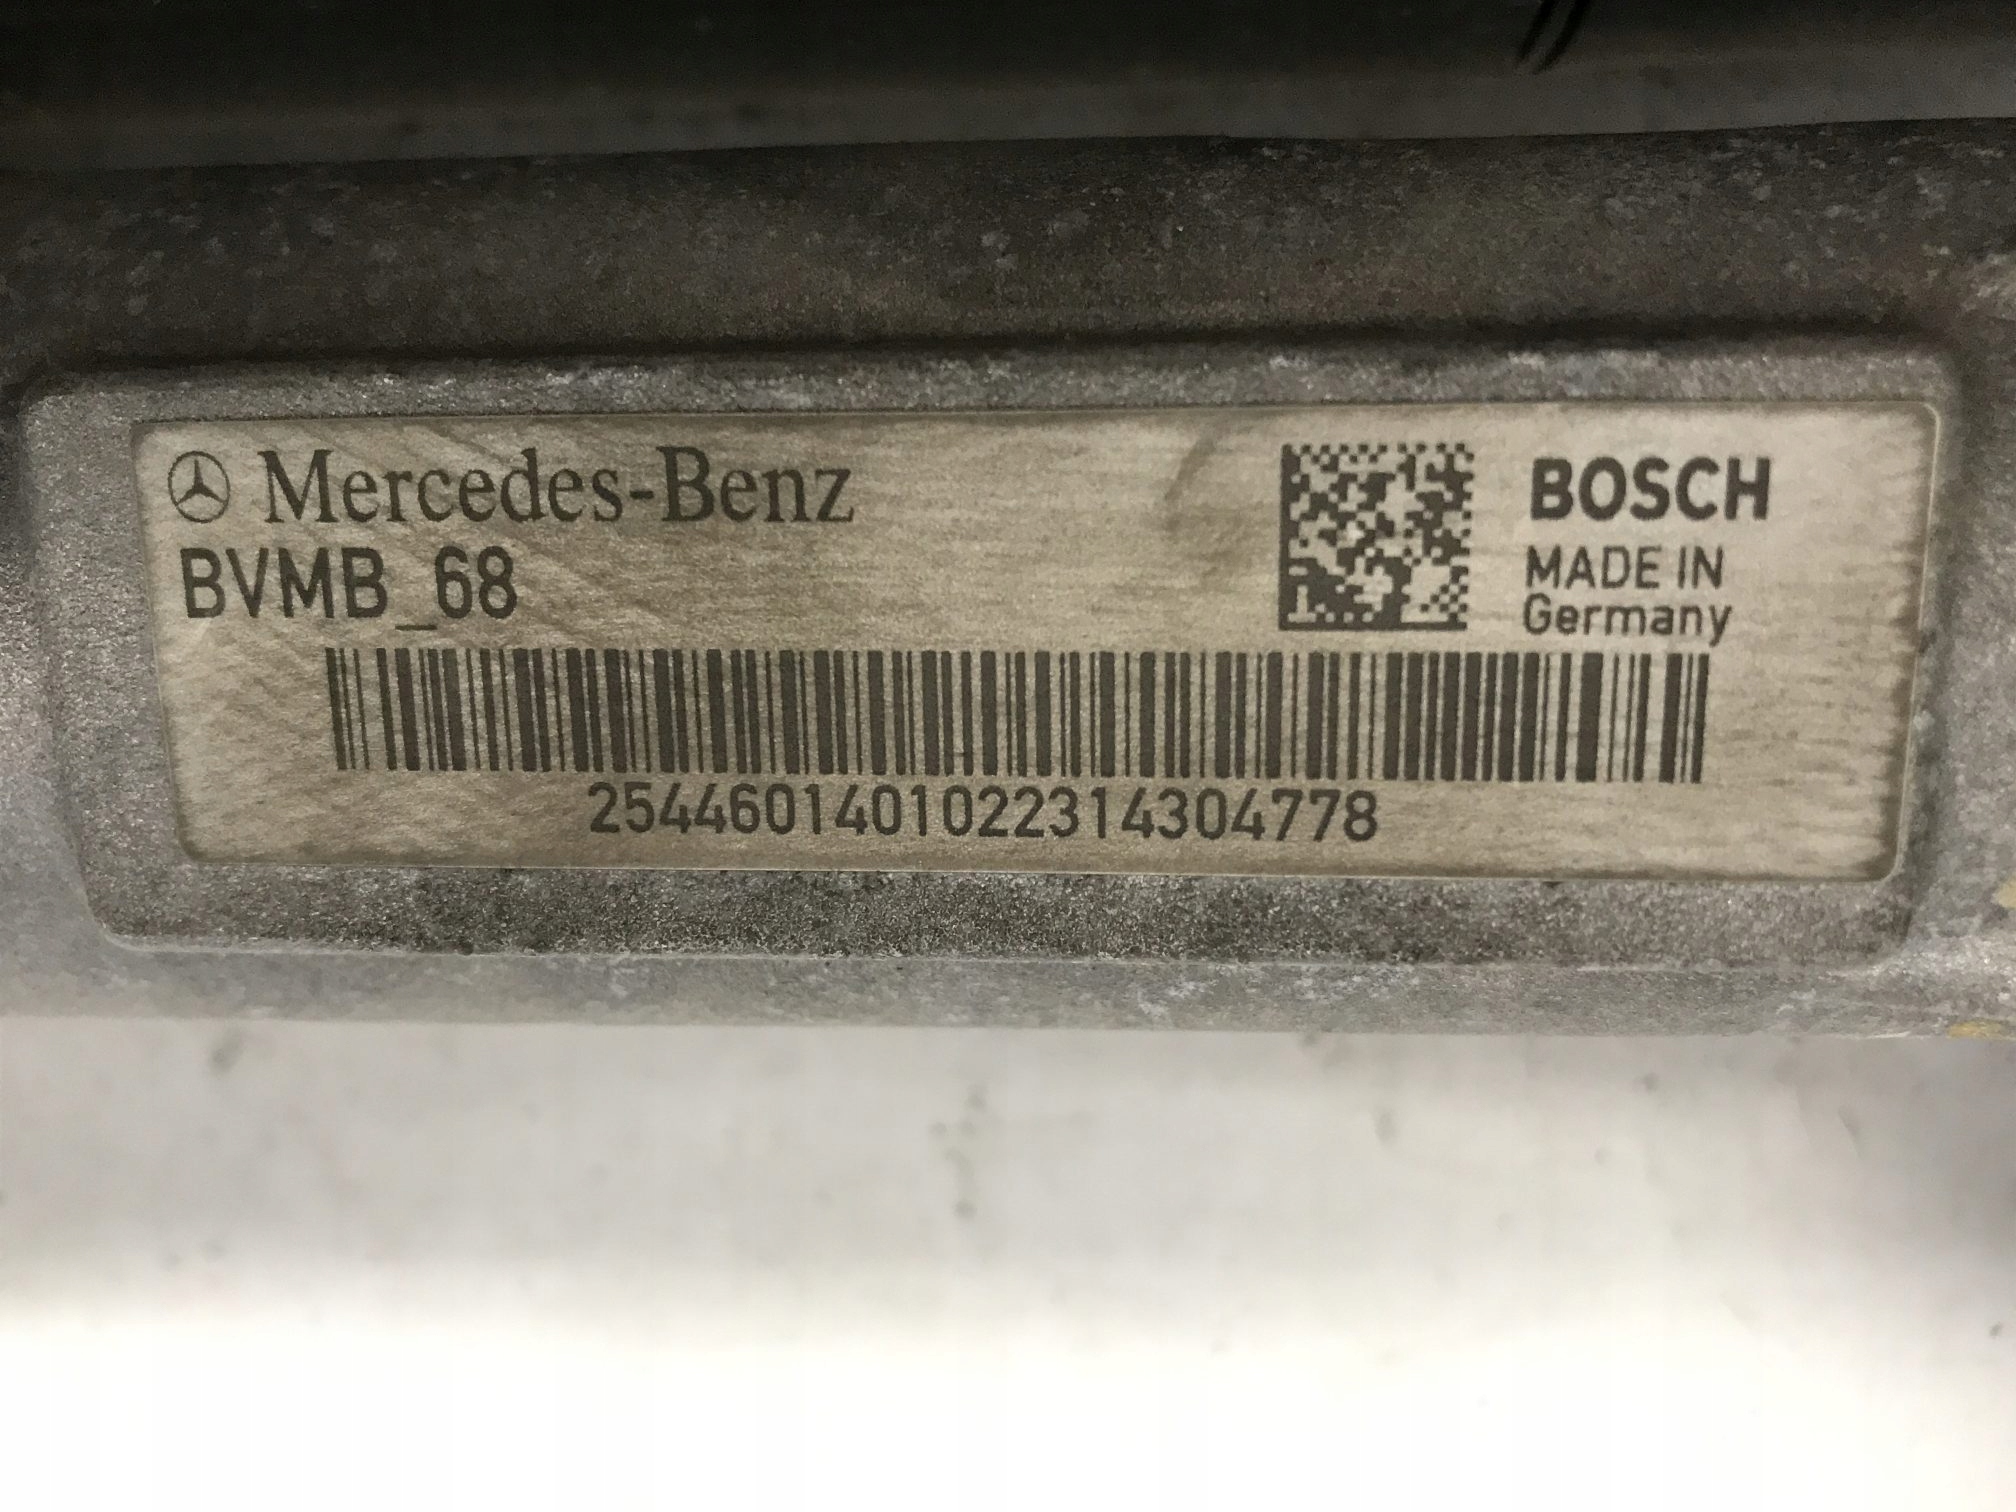 Mercedes-Benz
BVMB_68
BOSCH
MADE IN
Germany
2544601401022314304778